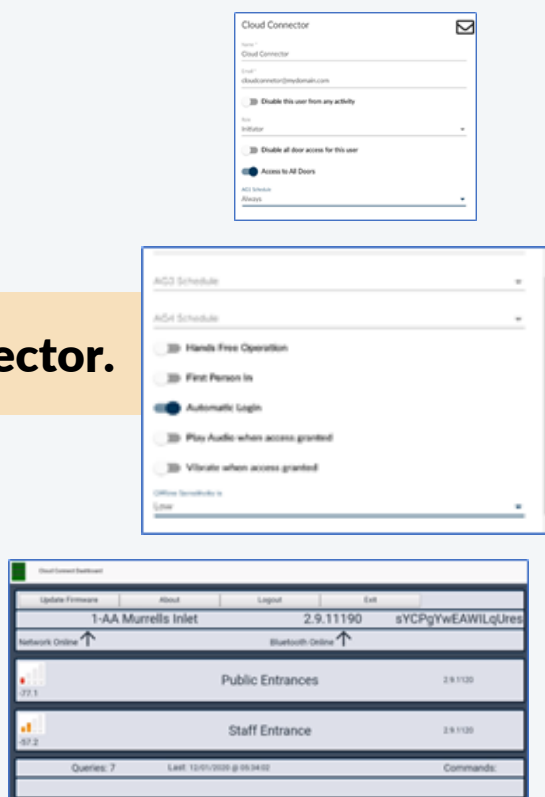 Cloud Connector
Name *
Cloud Connector
Email *
cloudconnetor@mydomain.com
Disable this user from any activity
Role
Initiator
Disable all door access for this user
Access to All Doors
AG1 Schedule
Always
AG3 Schedule
AG4 Schedule
ector.
Hands Free Operation
First Person In
Automatic Login
Play Audio when access granted
Vibrate when access granted
Offline Sensitivity is
Low
Cloud Connect Dashboard
Update Firmware About Logout Exit
1-AA Murrells Inlet 2.9.11190 sYCPgYwEAWILqUres
Network Online Bluetooth Online
-77.1 Public Entrances 2.9.1120
-57.2 Staff Entrance 2.9.1120
Queries: 7 Last: 12/01/2020 @ 05:34:02 Commands: